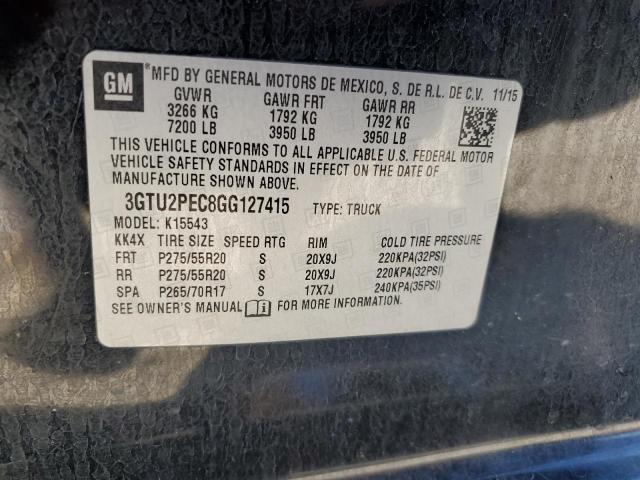 GM
MFD BY GENERAL MOTORS DE MEXICO, S. DE R.L. DE C.V. 11/15
GVWR GAWR FRT GAWR RR
3266 KG 1792 KG 1792 KG
7200 LB 3950 LB 3950 LB
THIS VEHICLE CONFORMS TO ALL APPLICABLE U.S. FEDERAL MOTOR
VEHICLE SAFETY STANDARDS IN EFFECT ON THE DATE OF
MANUFACTURE SHOWN ABOVE.
3GTU2PEC8GG127415 TYPE: TRUCK
MODEL: K15543
KK4X TIRE SIZE SPEED RTG RIM COLD TIRE PRESSURE
FRT P275/55R20 S 20X9J 220KPA(32PSI)
RR P275/55R20 S 20X9J 220KPA(32PSI)
SPA P265/70R17 S 17X7J 240KPA(35PSI)
SEE OWNER'S MANUAL FOR MORE INFORMATION.